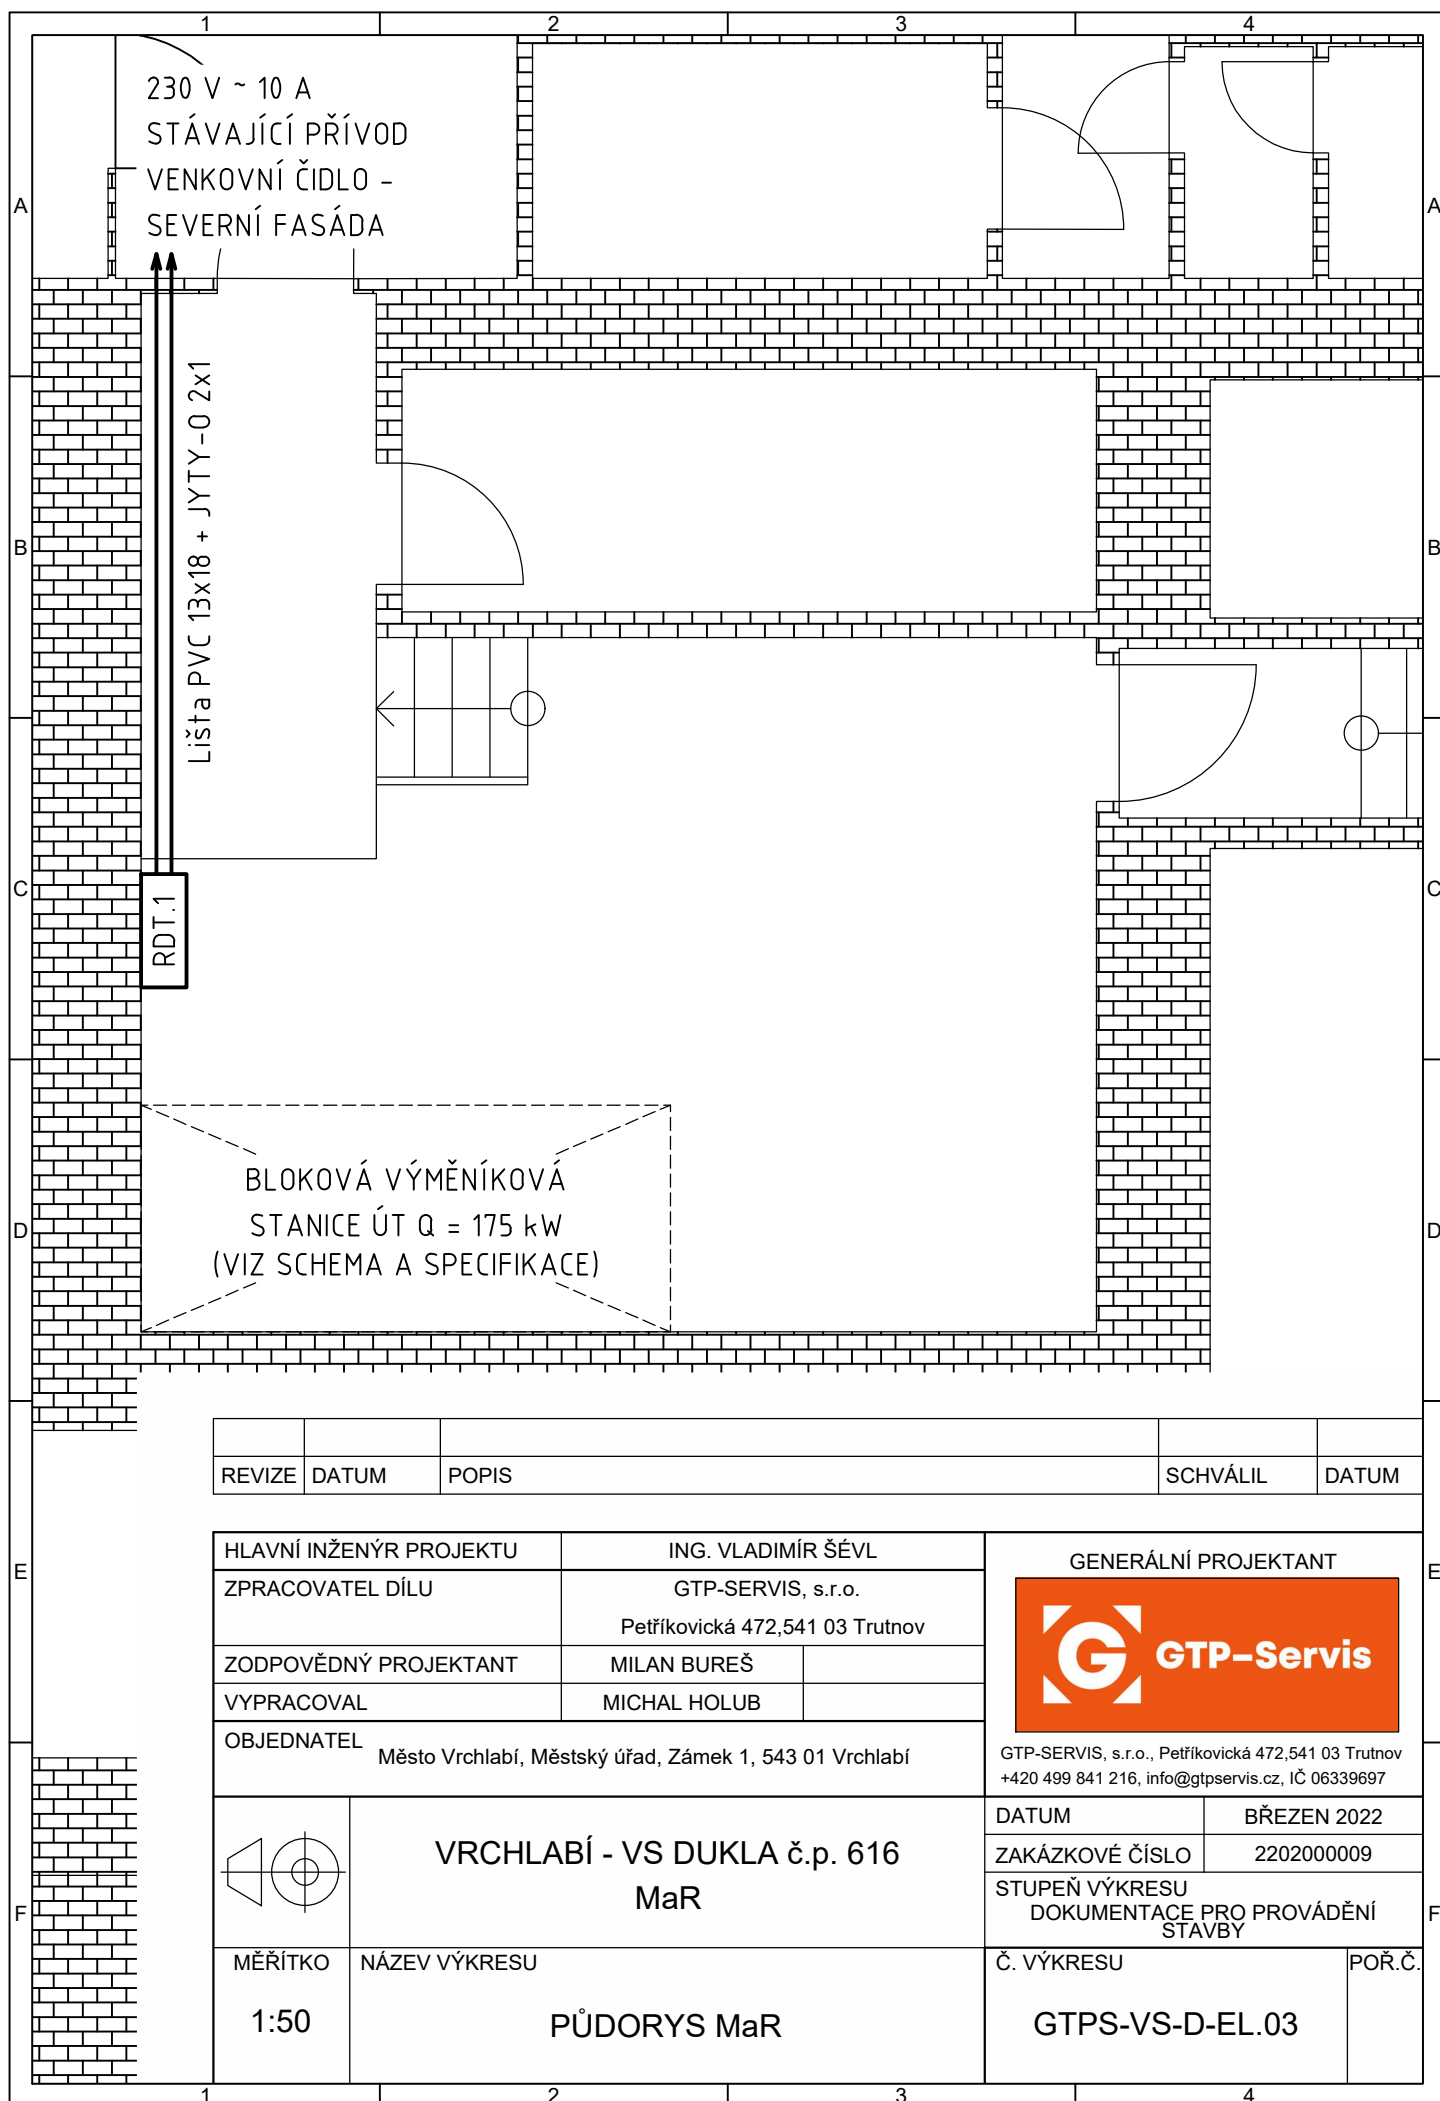 1 2 3 4
230 V ~ 10 A
STÁVAJÍCÍ PŘÍVOD
VENKOVNÍ ČIDLO -
SEVERNÍ FASÁDA
A A
Lišta PVC 13x18 + JYTY-O 2x1
B B
RDT.1
C C
BLOKOVÁ VÝMĚNÍKOVÁ
STANICE ÚT Q = 175 kW
(VIZ SCHEMA A SPECIFIKACE)
D D
REVIZE DATUM POPIS SCHVÁLIL DATUM
HLAVNÍ INŽENÝR PROJEKTU ING. VLADIMÍR ŠÉVL
ZPRACOVATEL DÍLU GTP-SERVIS, s.r.o.
Petříkovická 472,541 03 Trutnov
ZODPOVĚDNÝ PROJEKTANT MILAN BUREŠ
VYPRACOVAL MICHAL HOLUB
OBJEDNATEL
Město Vrchlabí, Městský úřad, Zámek 1, 543 01 Vrchlabí
GENERÁLNÍ PROJEKTANT
G GTP-Servis
GTP-SERVIS, s.r.o., Petříkovická 472,541 03 Trutnov
+420 499 841 216, info@gtpservis.cz, IČ 06339697
E E
VRCHLABÍ - VS DUKLA č.p. 616
MaR
DATUM BŘEZEN 2022
ZAKÁZKOVÉ ČÍSLO 2202000009
STUPEŇ VÝKRESU
DOKUMENTACE PRO PROVÁDĚNÍ
STAVBY
F F
MĚŘÍTKO
1:50
NÁZEV VÝKRESU
PŮDORYS MaR
Č. VÝKRESU
GTPS-VS-D-EL.03
POŘ.Č.
1 2 3 4